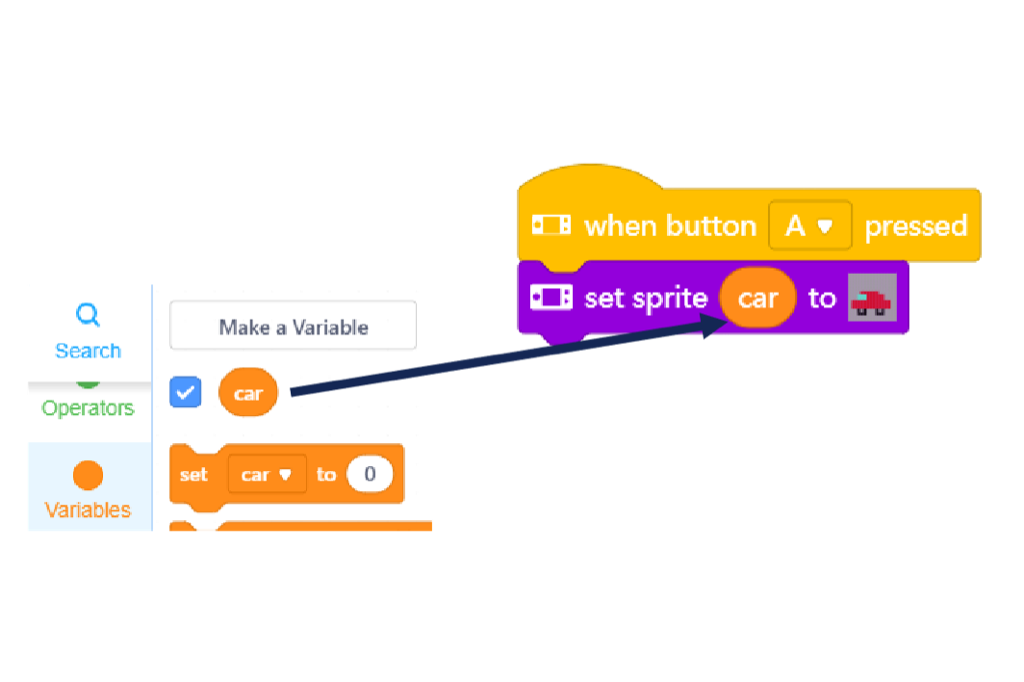 when button A pressed
set sprite car to
Search
Make a Variable
car
Operators
set car to 0
Variables